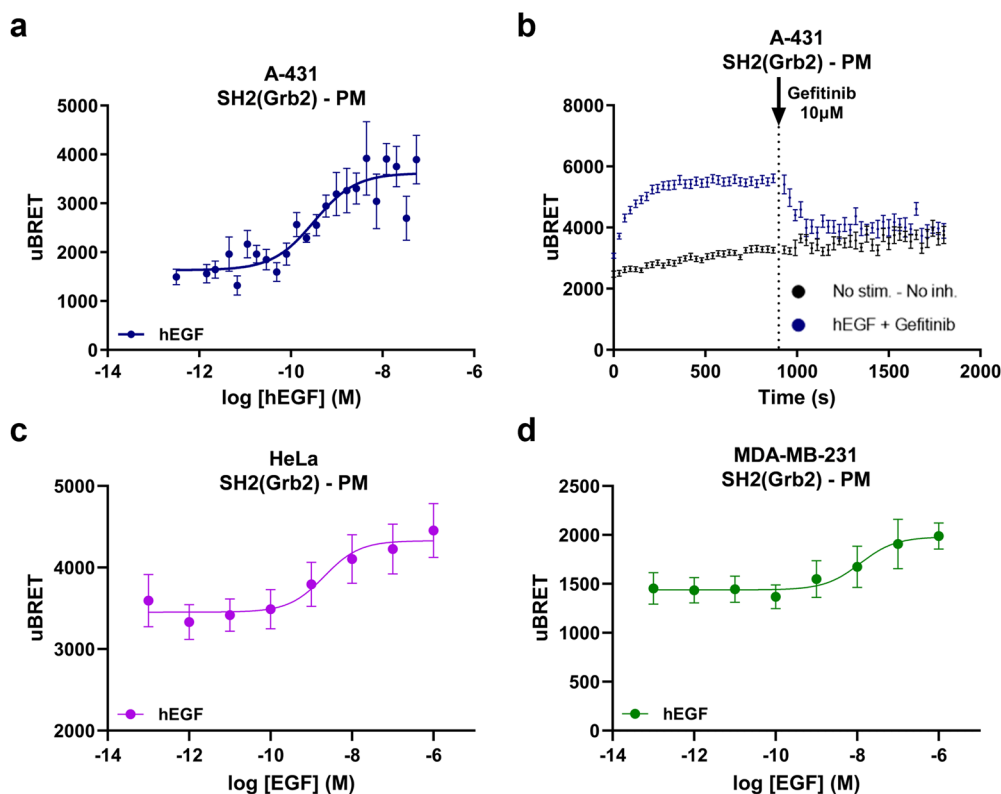 a
A-431
SH2(Grb2) - PM
uBRET
5000
4000
3000
2000
1000
0
hEGF
-14
-12
-10
-8
-6
log [hEGF] (M)
b
A-431
SH2(Grb2) - PM
Gefitinib
10µM
uBRET
8000
6000
4000
2000
0
No stim. - No inh.
hEGF + Gefitinib
0
500
1000
1500
2000
Time (s)
c
HeLa
SH2(Grb2) - PM
uBRET
5000
4000
3000
2000
hEGF
-14
-12
-10
-8
-6
log [EGF] (M)
d
MDA-MB-231
SH2(Grb2) - PM
uBRET
2500
2000
1500
1000
500
0
hEGF
-14
-12
-10
-8
-6
log [EGF] (M)